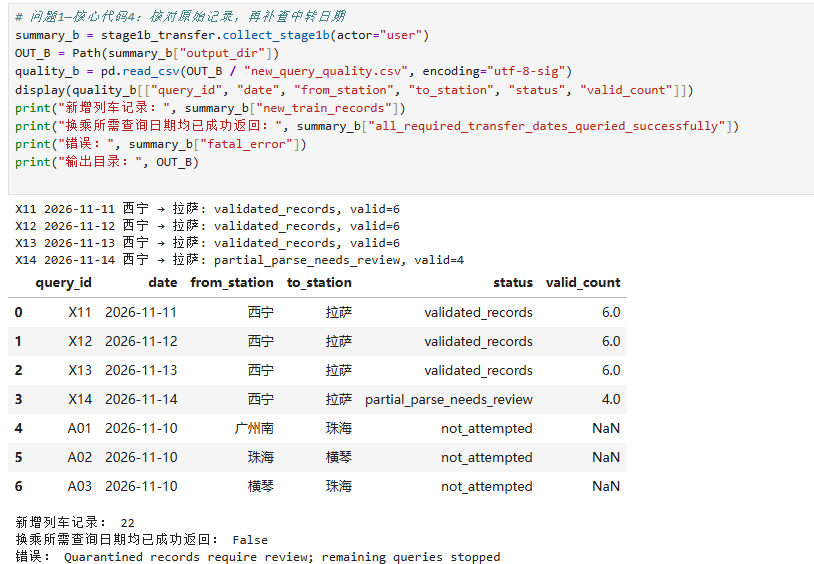 # 问题1—核心代码4：核对原始记录，再补查中转日期
summary_b = stage1b_transfer.collect_stage1b(actor="user")
OUT_B = Path(summary_b["output_dir"])
quality_b = pd.read_csv(OUT_B / "new_query_quality.csv", encoding="utf-8-sig")
display(quality_b[["query_id", "date", "from_station", "to_station", "status", "valid_count"]])
print("新增列车记录：", summary_b["new_train_records"])
print("换乘所需查询日期均已成功返回：", summary_b["all_required_transfer_dates_queried_successfully"])
print("错误：", summary_b["fatal_error"])
print("输出目录：", OUT_B)
X11 2026-11-11 西宁 → 拉萨: validated_records, valid=6
X12 2026-11-12 西宁 → 拉萨: validated_records, valid=6
X13 2026-11-13 西宁 → 拉萨: validated_records, valid=6
X14 2026-11-14 西宁 → 拉萨: partial_parse_needs_review, valid=4
query_id date from_station to_station status valid_count
0 X11 2026-11-11 西宁 拉萨 validated_records 6.0
1 X12 2026-11-12 西宁 拉萨 validated_records 6.0
2 X13 2026-11-13 西宁 拉萨 validated_records 6.0
3 X14 2026-11-14 西宁 拉萨 partial_parse_needs_review 4.0
4 A01 2026-11-10 广州南 珠海 not_attempted NaN
5 A02 2026-11-10 珠海 横琴 not_attempted NaN
6 A03 2026-11-10 横琴 珠海 not_attempted NaN
新增列车记录： 22
换乘所需查询日期均已成功返回： False
错误： Quarantined records require review; remaining queries stopped